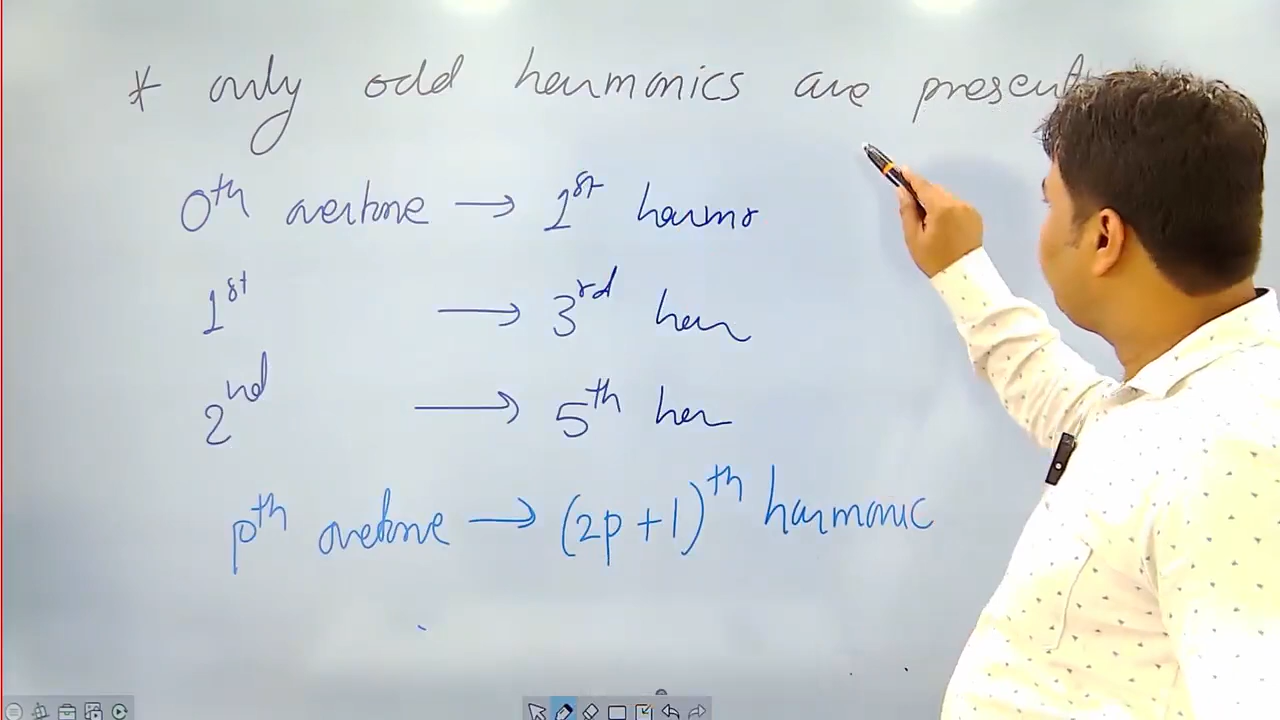 * only odd harmonics are present
0th overtone → 1st harmo
1st → 3rd har
2nd → 5th har
pth overtone → (2p+1)th harmonic